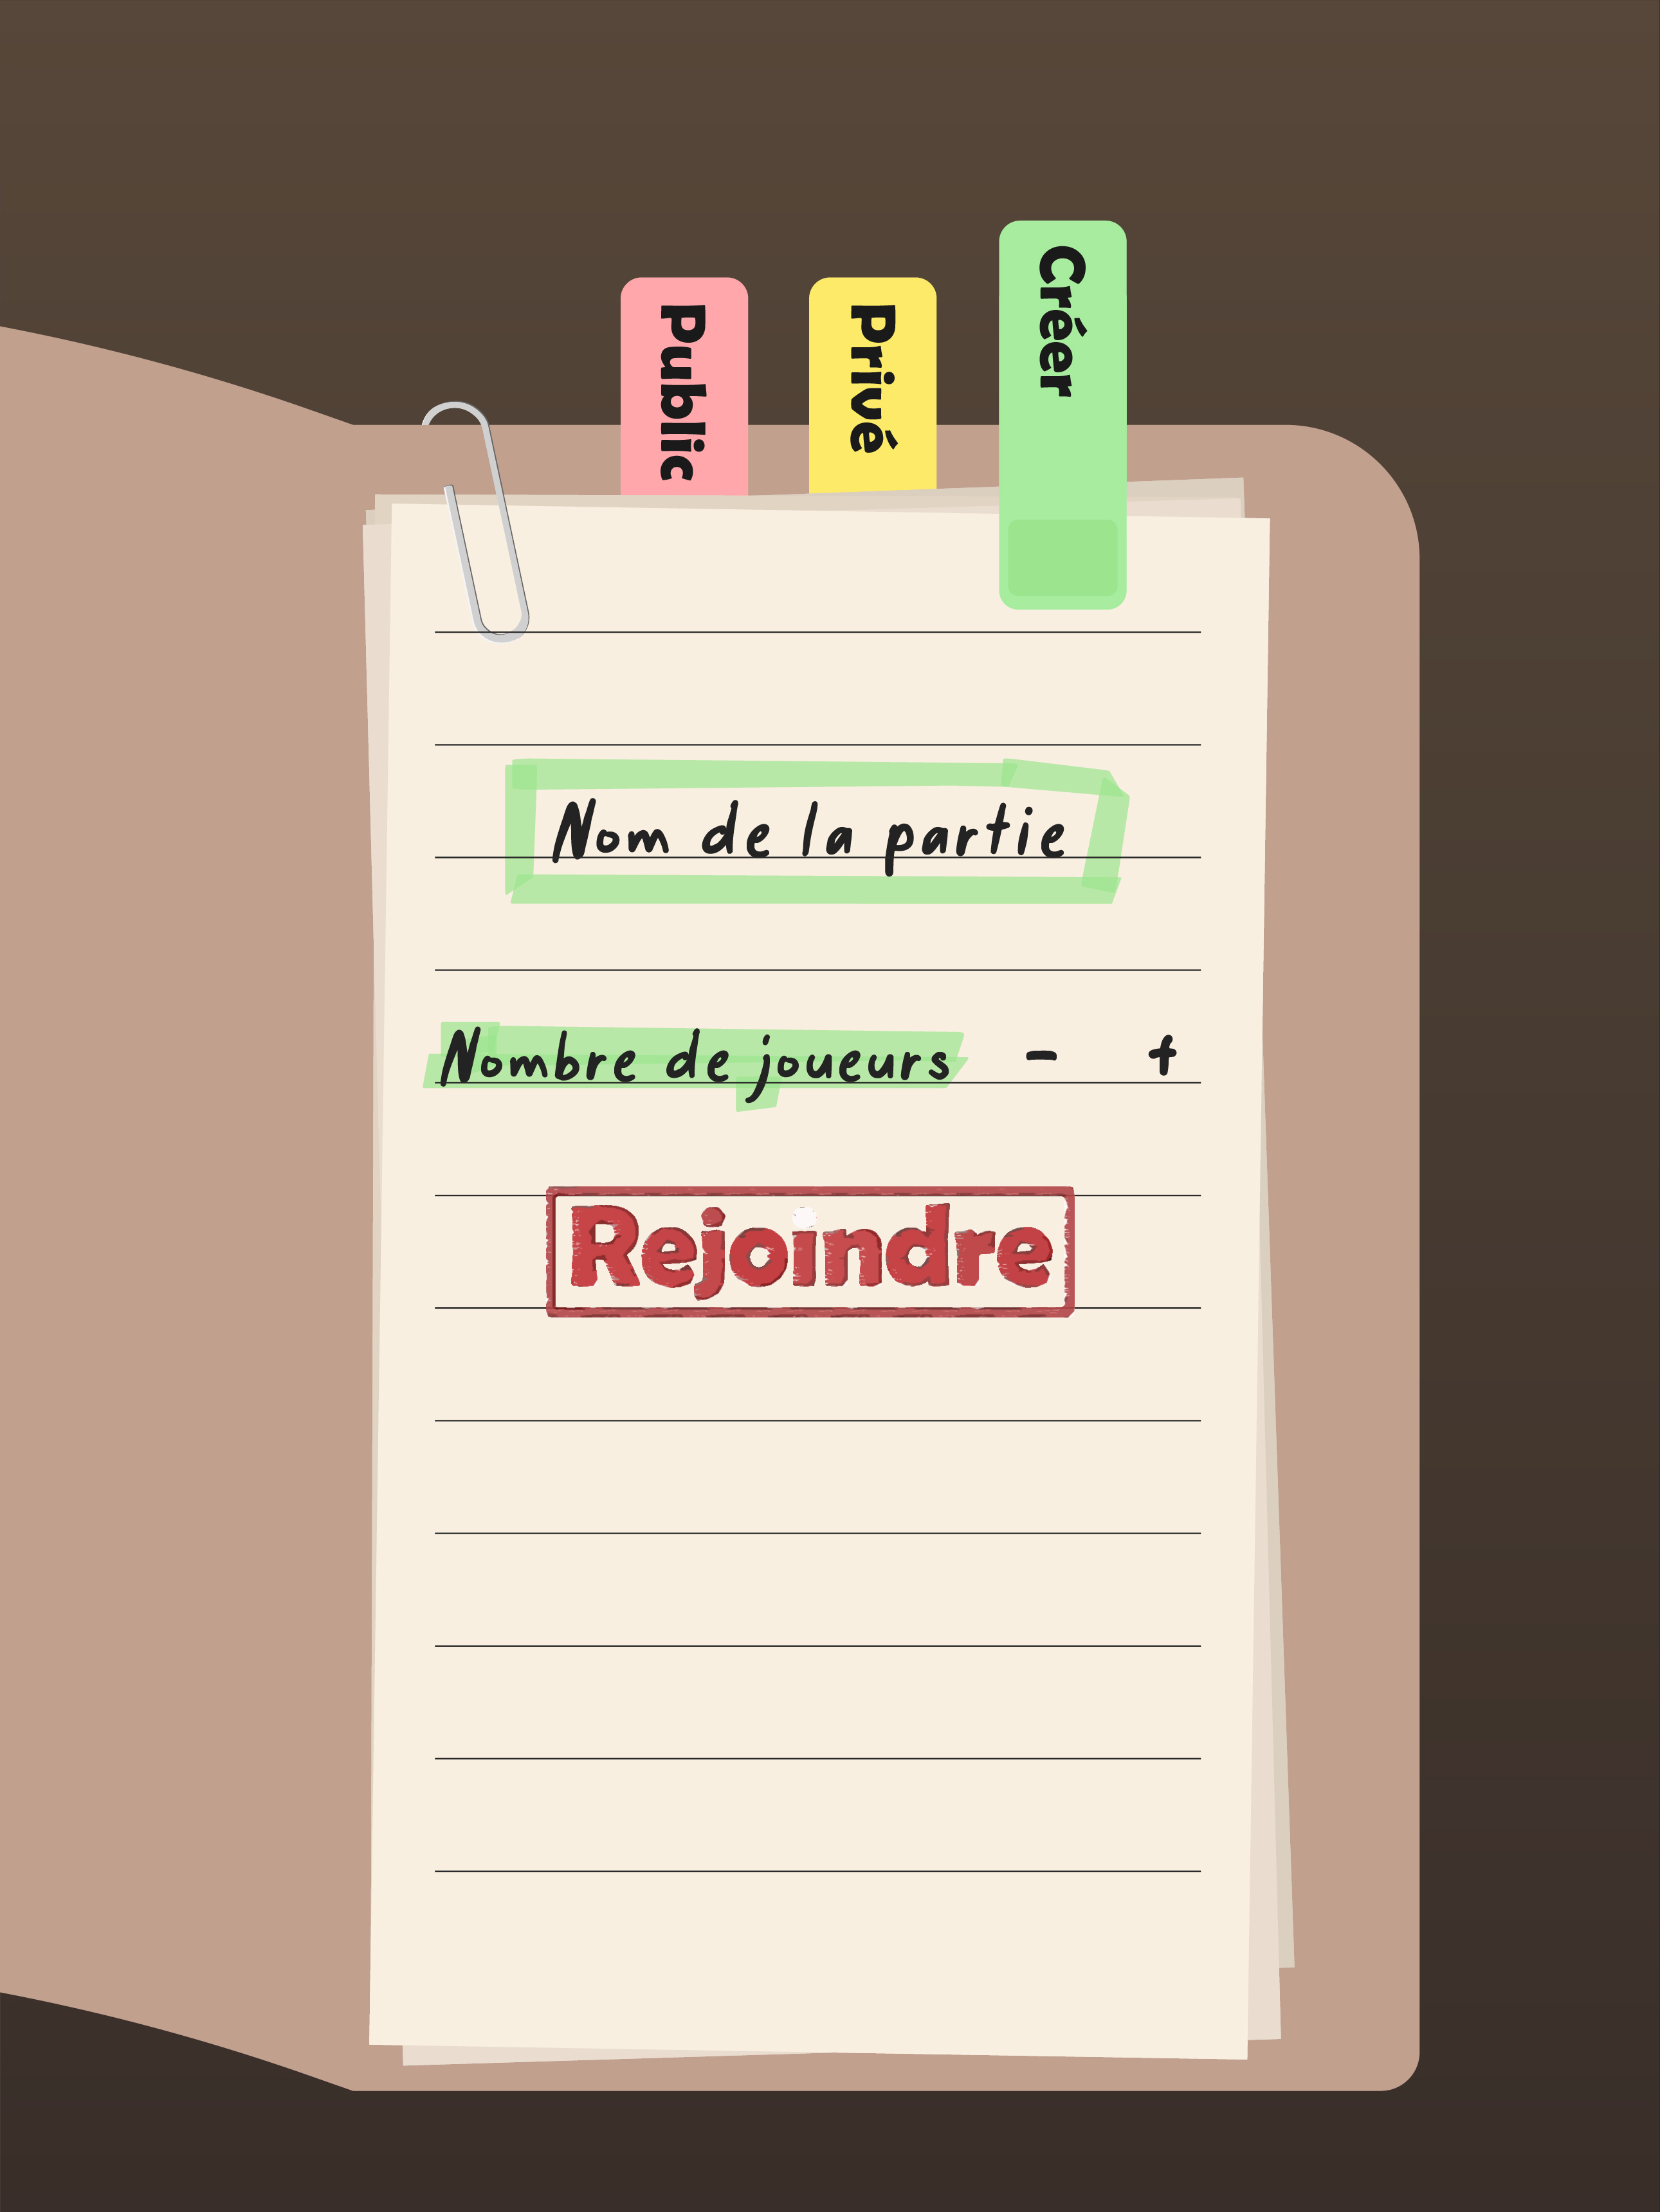 Public
Privé
Créer
Nom de la partie
Nombre de joueurs - +
Rejoindre